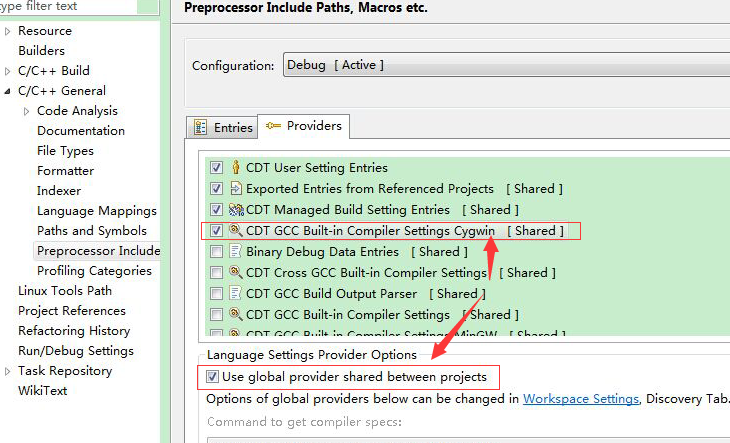 type filter text
Resource
Builders
C/C++ Build
C/C++ General
Code Analysis
Documentation
File Types
Formatter
Indexer
Language Mappings
Paths and Symbols
Preprocessor Include
Profiling Categories
Linux Tools Path
Project References
Refactoring History
Run/Debug Settings
Task Repository
WikiText
Preprocessor Include Paths, Macros etc.
Configuration: Debug [ Active ]
Entries Providers
CDT User Setting Entries
Exported Entries from Referenced Projects [ Shared ]
CDT Managed Build Setting Entries [ Shared ]
CDT GCC Built-in Compiler Settings Cygwin [ Shared ]
Binary Debug Data Entries [ Shared ]
CDT Cross GCC Built-in Compiler Settings [ Shared ]
CDT GCC Build Output Parser [ Shared ]
CDT GCC Built-in Compiler Settings [ Shared ]
CDT GCC Built-in Compiler Settings MinGW [ Shared ]
Language Settings Provider Options
Use global provider shared between projects
Options of global providers below can be changed in Workspace Settings, Discovery Tab.
Command to get compiler specs: